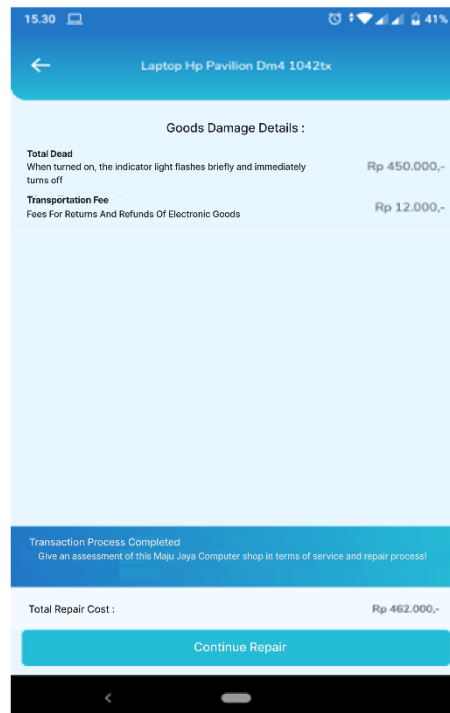 15.30 41%
Laptop Hp Pavilion Dm4 1042tx
Goods Damage Details :
Total Dead
When turned on, the indicator light flashes briefly and immediately
turns off
Rp 450.000,-
Transportation Fee
Fees For Returns And Refunds Of Electronic Goods
Rp 12.000,-
Transaction Process Completed
Give an assessment of this Maju Jaya Computer shop in terms of service and repair process!
Total Repair Cost : Rp 462.000,-
Continue Repair